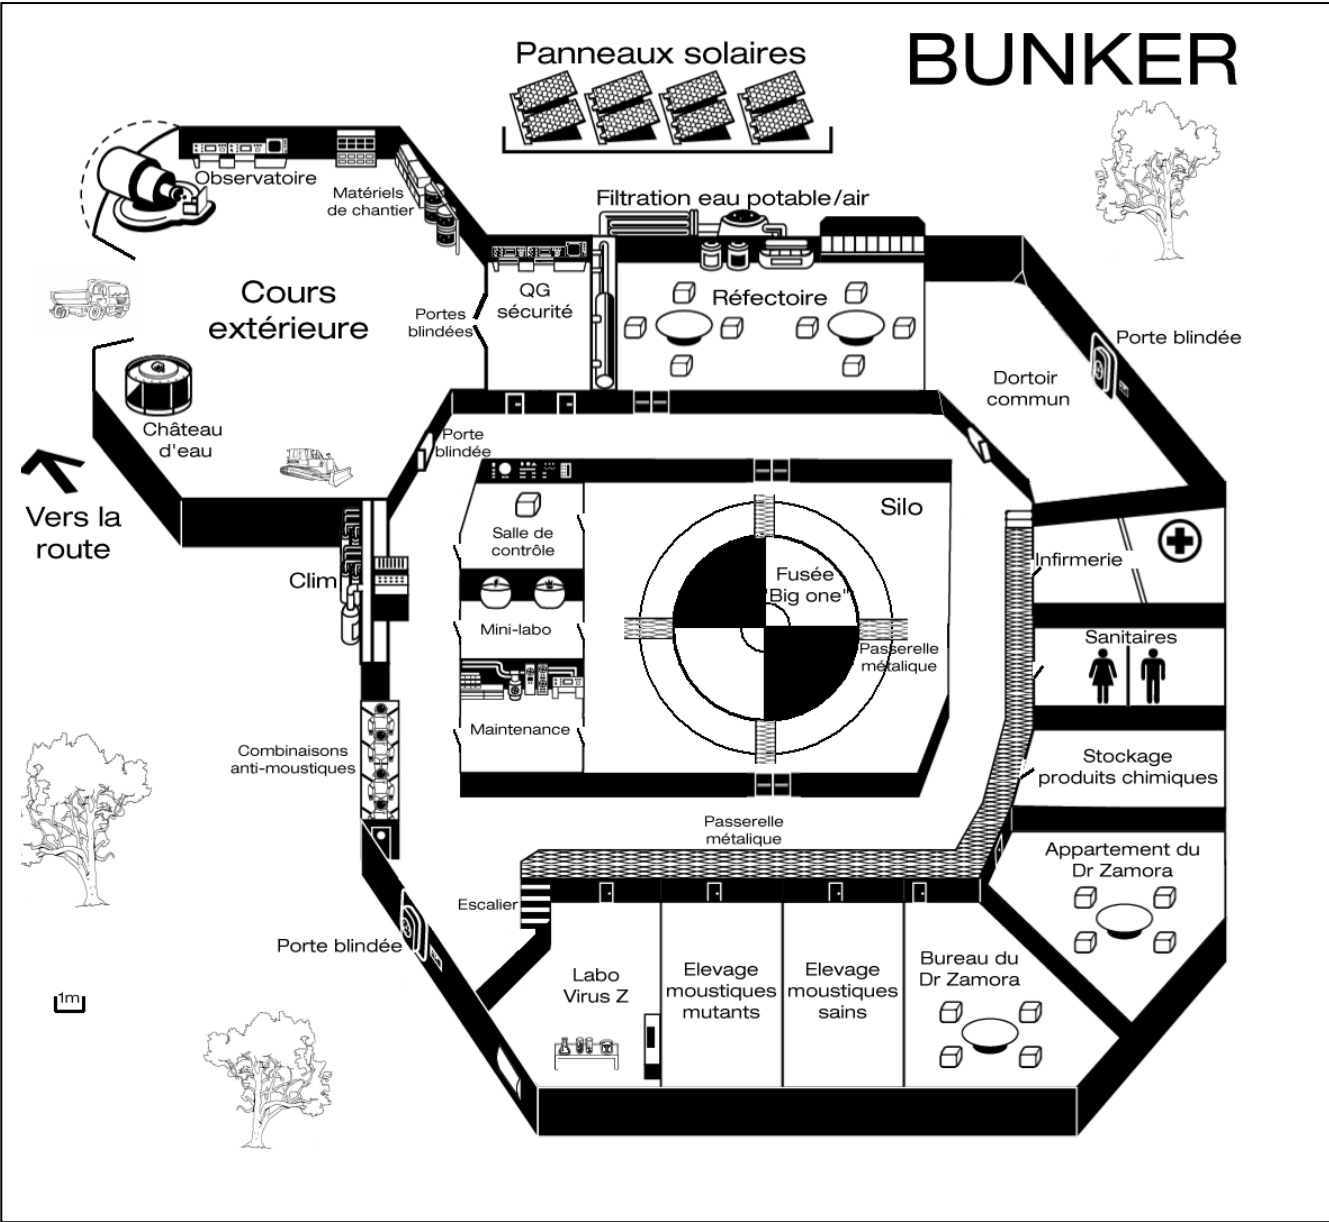 BUNKER
Panneaux solaires
Observatoire
Matériels
de chantier
Filtration eau potable/air
Cours
extérieure
QG
sécurité
Portes
blindées
Réfectoire
Porte blindée
Dortoir
commun
Château
d'eau
Porte
blindée
Vers la
route
Clim
Salle de
contrôle
Silo
Fusée
"Big one"
Infirmerie
Mini-labo
Passerelle
métalique
Sanitaires
Maintenance
Combinaisons
anti-moustiques
Stockage
produits chimiques
Passerelle
métalique
Appartement du
Dr Zamora
Escalier
Porte blindée
Labo
Virus Z
Elevage
moustiques
mutants
Elevage
moustiques
sains
Bureau du
Dr Zamora
1m